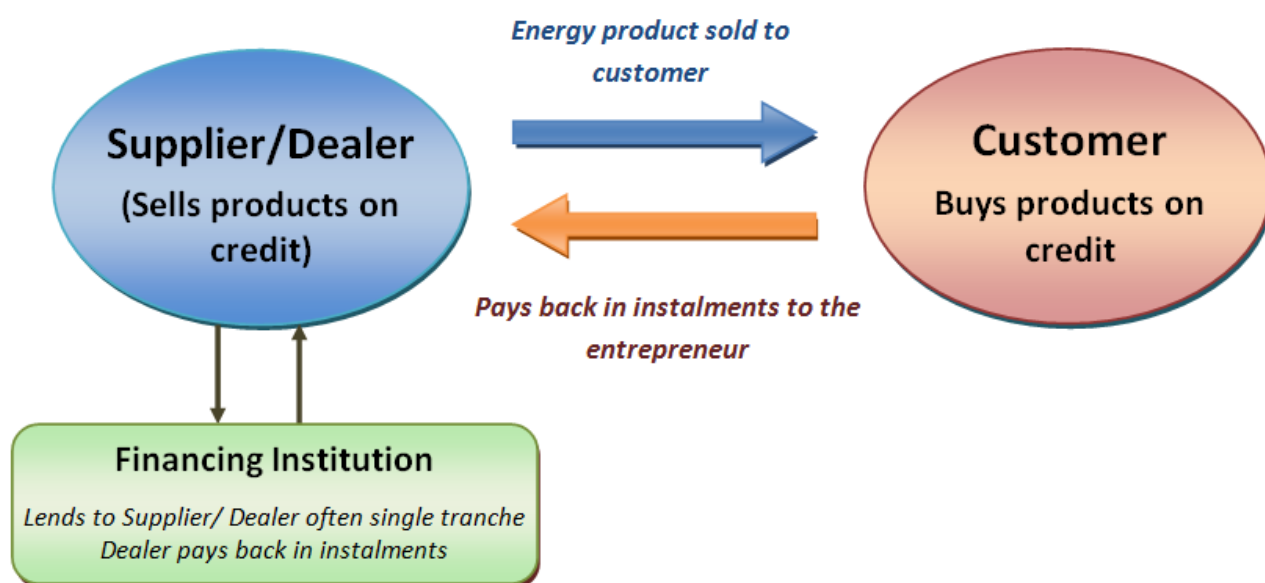 Energy product sold to
customer
Supplier/Dealer
(Sells products on
credit)
Customer
Buys products on
credit
Pays back in instalments to the
entrepreneur
Financing Institution
Lends to Supplier/ Dealer often single tranche
Dealer pays back in instalments